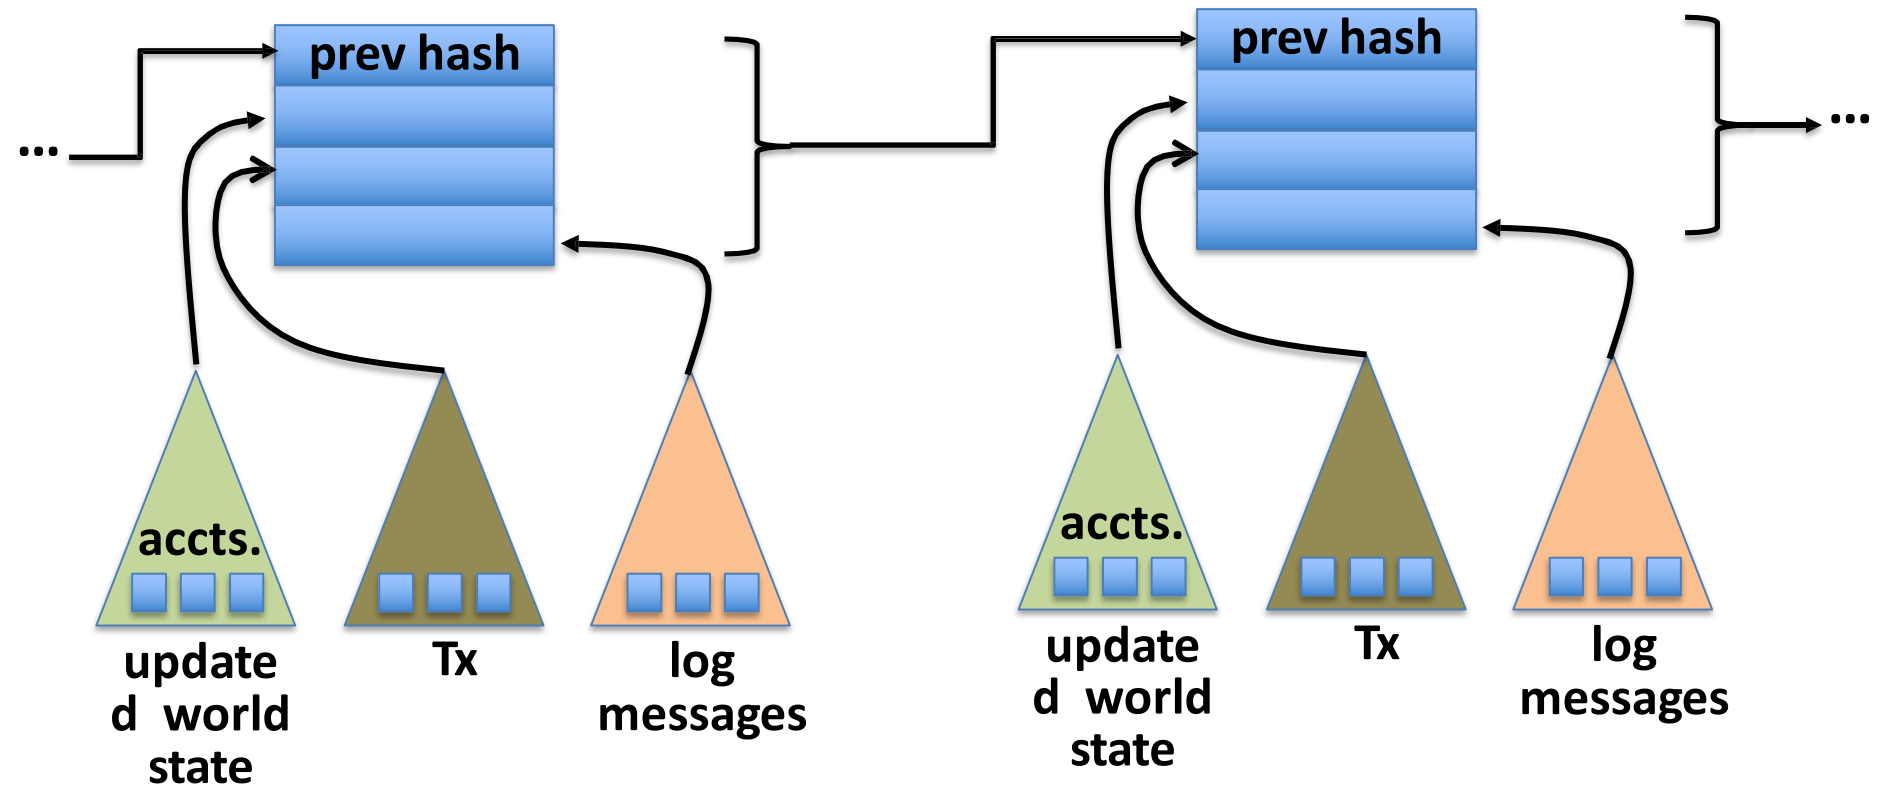 prev hash
prev hash
...
...
accts.
accts.
update
d world
state
Tx
log
messages
update
d world
state
Tx
log
messages